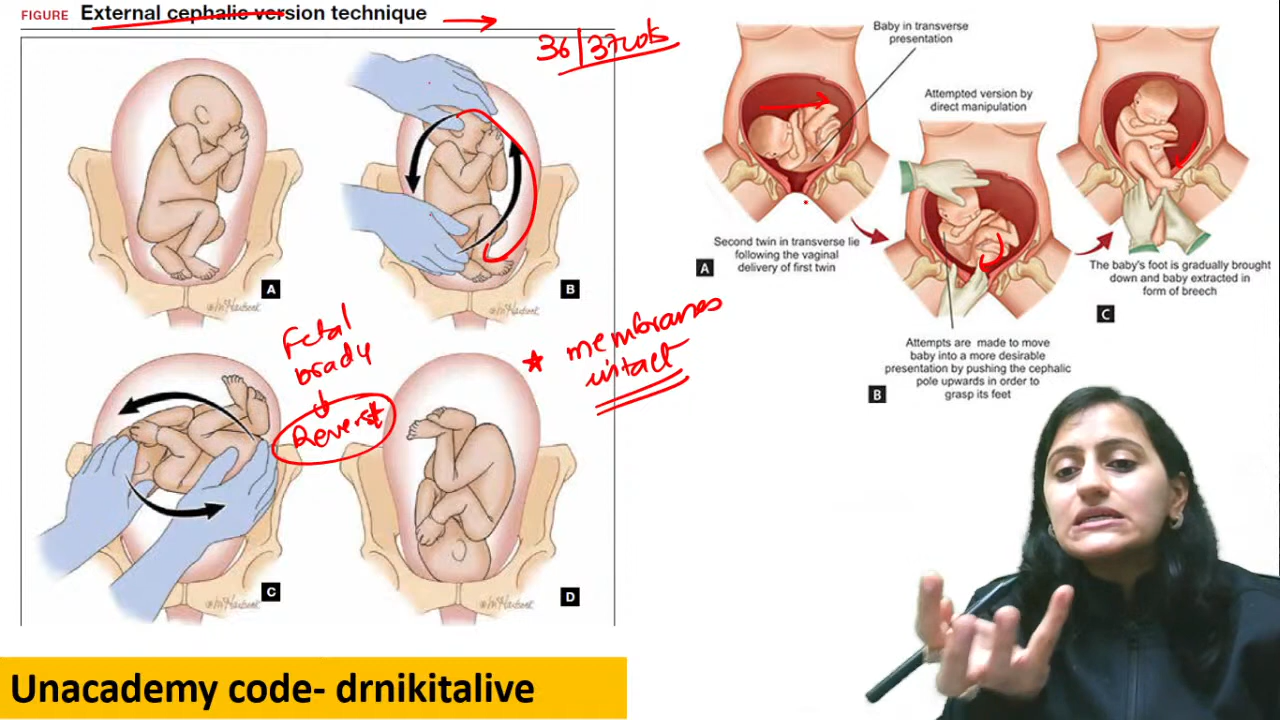 FIGURE External cephalic version technique
36/37wks
A
B
Fetal
brady
Reverst
* membranes
intact
C
D
Baby in transverse
presentation
Attempted version by
direct manipulation
Second twin in transverse lie
following the vaginal
delivery of first twin
A
The baby's foot is gradually brought
down and baby extracted in
form of breech
C
Attempts are made to move
baby into a more desirable
presentation by pushing the cephalic
pole upwards in order to
grasp its feet
B
Unacademy code- drnikitalive